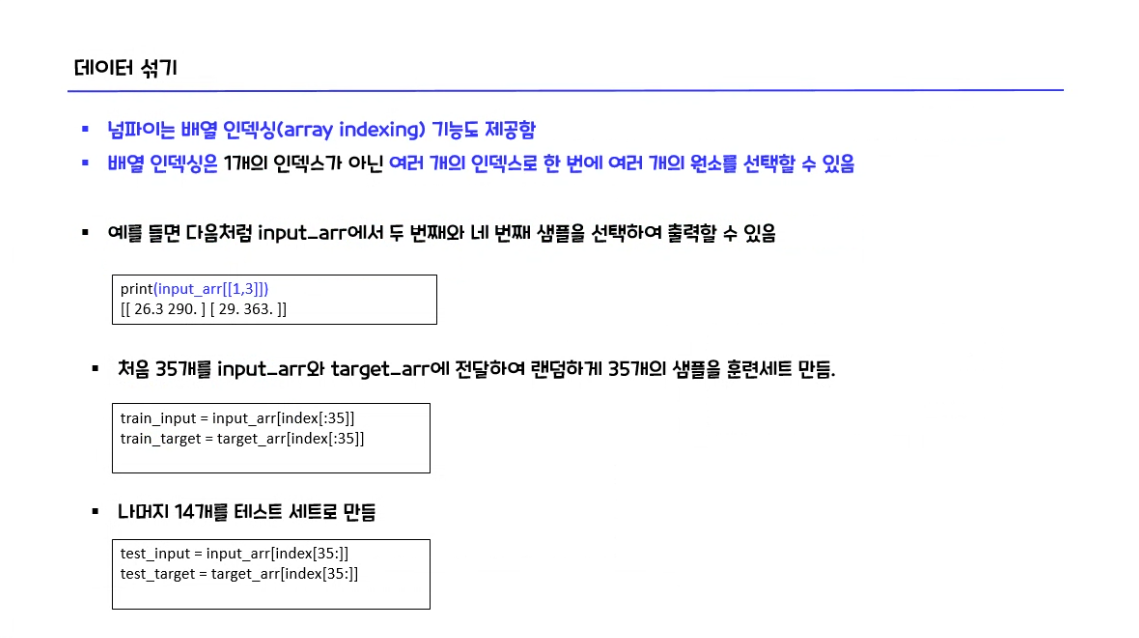 데이터 섞기
▪ 넘파이는 배열 인덱싱(array indexing) 기능도 제공함
▪ 배열 인덱싱은 1개의 인덱스가 아닌 여러 개의 인덱스로 한 번에 여러 개의 원소를 선택할 수 있음
▪ 예를 들면 다음처럼 input_arr에서 두 번째와 네 번째 샘플을 선택하여 출력할 수 있음
print(input_arr[[1,3]])
[[ 26.3 290. ] [ 29. 363. ]]
▪ 처음 35개를 input_arr와 target_arr에 전달하여 랜덤하게 35개의 샘플을 훈련세트 만듬.
train_input = input_arr[index[:35]]
train_target = target_arr[index[:35]]
▪ 나머지 14개를 테스트 세트로 만듬
test_input = input_arr[index[35:]]
test_target = target_arr[index[35:]]